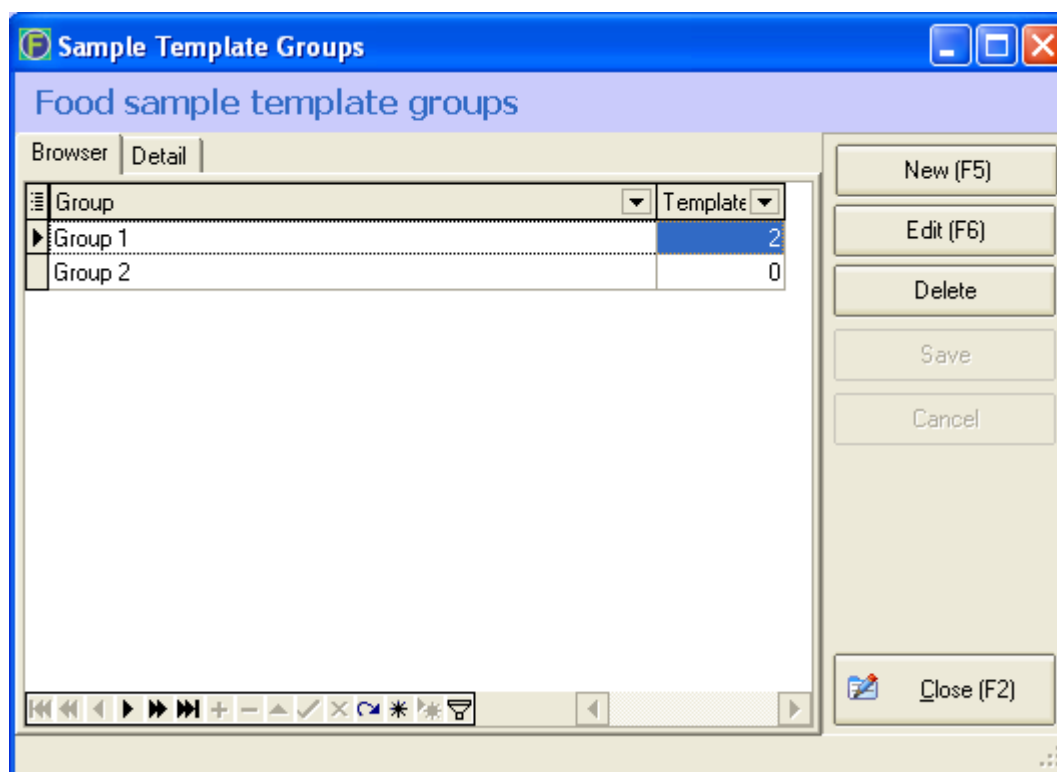 Sample Template Groups
Food sample template groups
Browser Detail
Group Template
Group 1 2
Group 2 0
New (F5)
Edit (F6)
Delete
Save
Cancel
Close (F2)